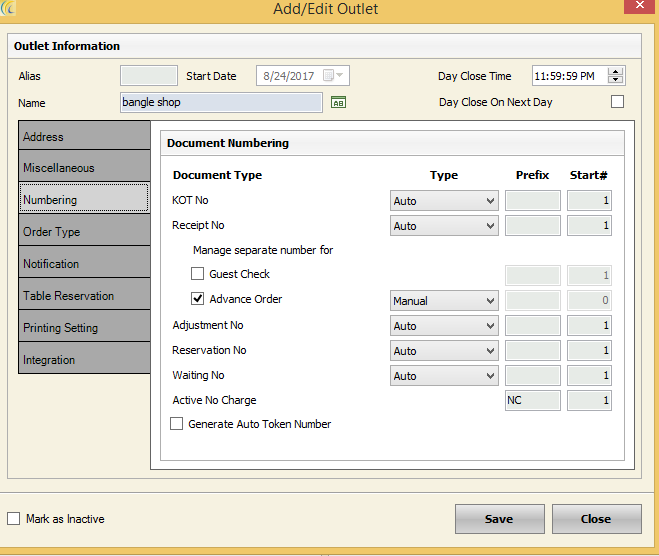 Add/Edit Outlet
Outlet Information
Alias Start Date 8/24/2017 Day Close Time 11:59:59 PM
Name bangle shop AB Day Close On Next Day
Address
Miscellaneous
Numbering
Order Type
Notification
Table Reservation
Printing Setting
Integration
Document Numbering
Document Type Type Prefix Start#
KOT No Auto 1
Receipt No Auto 1
Manage separate number for
Guest Check 1
Advance Order Manual 0
Adjustment No Auto 1
Reservation No Auto 1
Waiting No Auto 1
Active No Charge NC 1
Generate Auto Token Number
Mark as Inactive Save Close